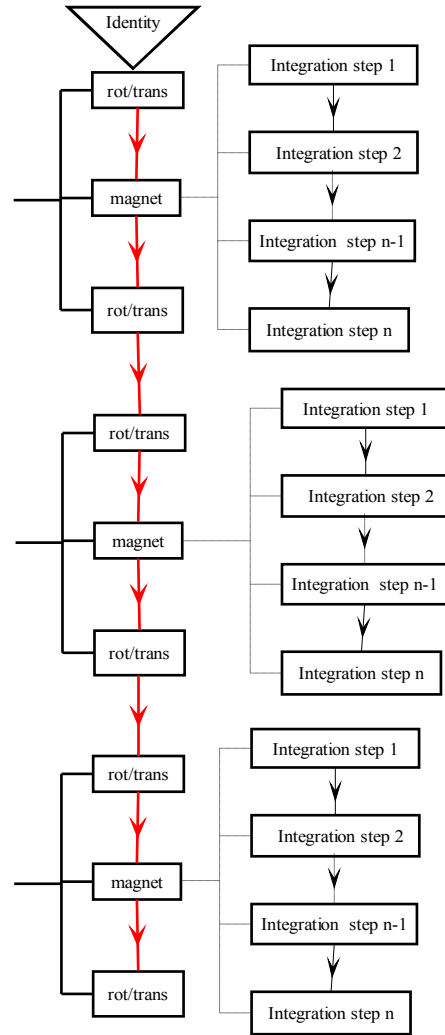 Identity
rot/trans
magnet
rot/trans
Integration step 1
Integration step 2
Integration step n-1
Integration step n
rot/trans
magnet
rot/trans
Integration step 1
Integration step 2
Integration step n-1
Integration step n
rot/trans
magnet
rot/trans
Integration step 1
Integration step 2
Integration step n-1
Integration step n